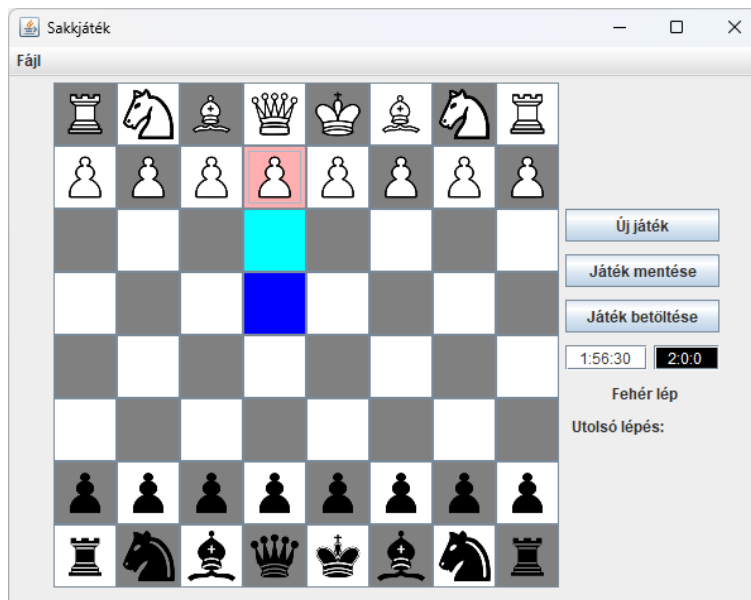 Sakkjáték
Fájl
Új játék
Játék mentése
Játék betöltése
1:56:30 2:0:0
Fehér lép
Utolsó lépés: